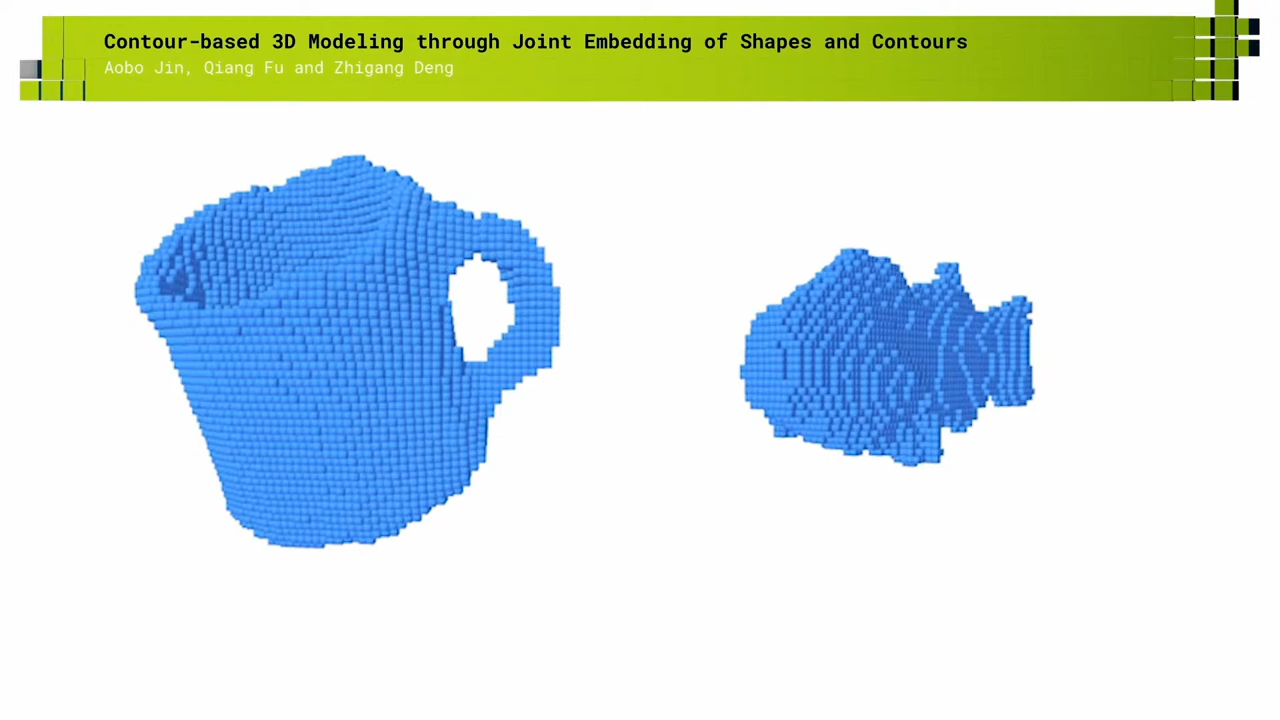 Contour-based 3D Modeling through Joint Embedding of Shapes and Contours
Aobo Jin, Qiang Fu and Zhigang Deng